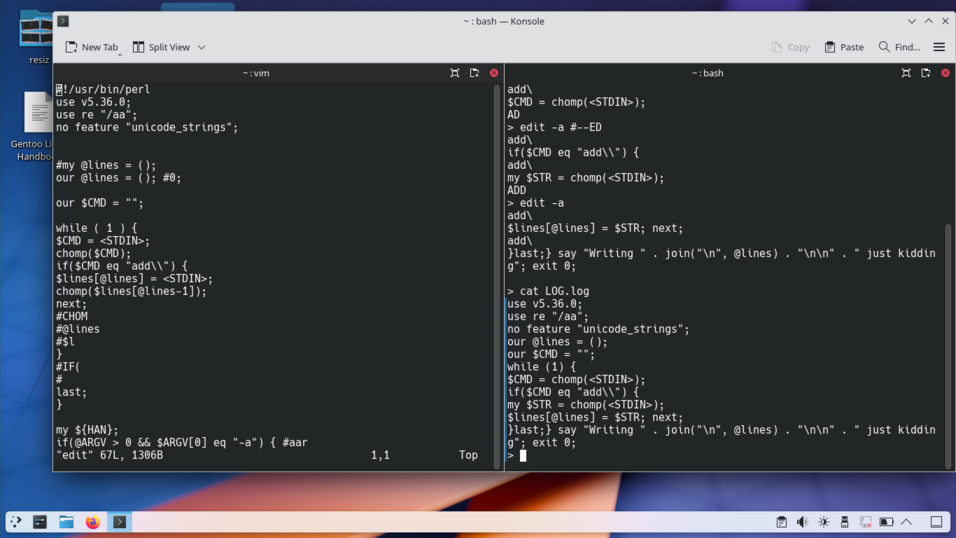 resiz
Gentoo Li
Handboo
~ : bash — Konsole
New Tab
Split View
Copy
Paste
Find...
~ : vim
#!/usr/bin/perl
use v5.36.0;
use re "/aa";
no feature "unicode_strings";
#my @lines = ();
our @lines = (); #0;
our $CMD = "";
while ( 1 ) {
$CMD = <STDIN>;
chomp($CMD);
if($CMD eq "add\\") {
$lines[@lines] = <STDIN>;
chomp($lines[@lines-1]);
next;
#CHOM
#@lines
#$l
}
#IF(
#
last;
}
my ${HAN};
if(@ARGV > 0 && $ARGV[0] eq "-a") { #aar
"edit" 67L, 1306B 1,1 Top
~ : bash
add\
$CMD = chomp(<STDIN>);
AD
> edit -a #--ED
add\
if($CMD eq "add\\") {
add\
my $STR = chomp(<STDIN>);
ADD
> edit -a
add\
$lines[@lines] = $STR; next;
add\
}last;} say "Writing " . join("\n", @lines) . "\n\n" . " just kiddin
g"; exit 0;
> cat LOG.log
use v5.36.0;
use re "/aa";
no feature "unicode_strings";
our @lines = ();
our $CMD = "";
while (1) {
$CMD = chomp(<STDIN>);
if($CMD eq "add\\") {
my $STR = chomp(<STDIN>);
$lines[@lines] = $STR; next;
}last;} say "Writing " . join("\n", @lines) . "\n\n" . " just kiddin
g"; exit 0;
>